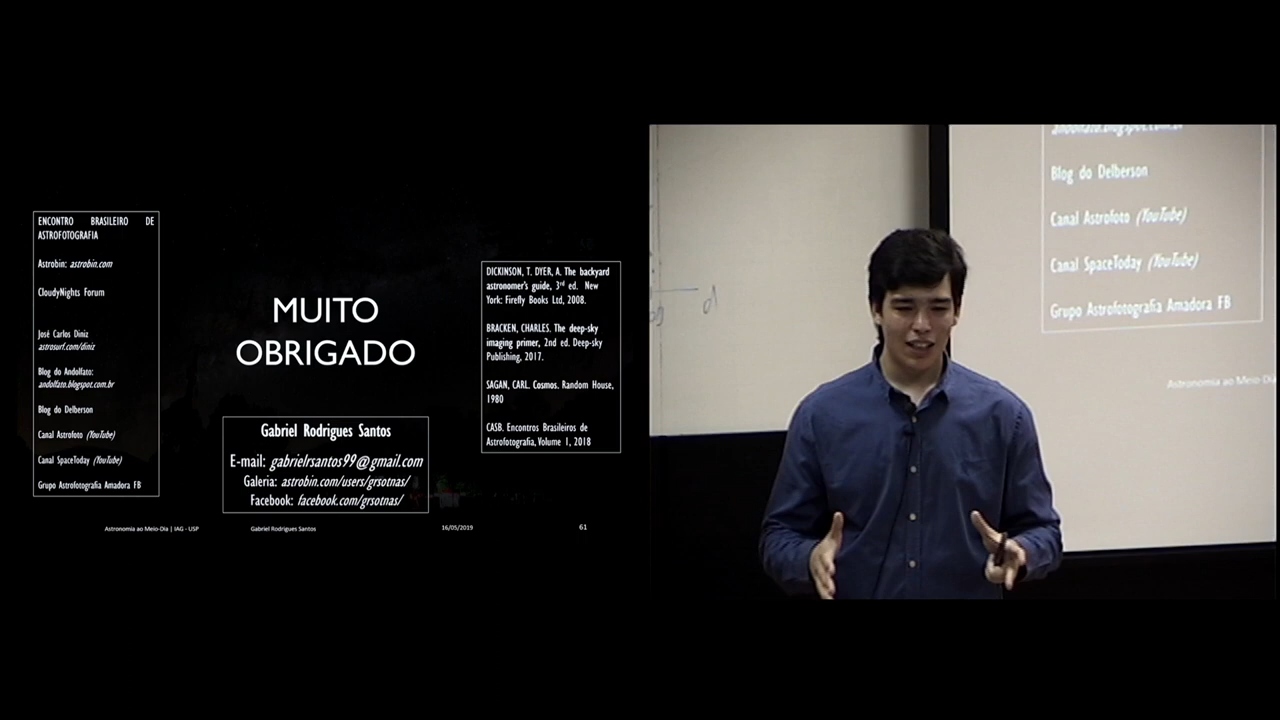 ENCONTRO BRASILEIRO DE
ASTROFOTOGRAFIA
Astrobin: astrobin.com
CloudyNights Forum
José Carlos Diniz
astrosurf.com/diniz
Blog do Andolfato:
andolfato.blogspot.com.br
Blog do Delberson
Canal Astrofoto (YouTube)
Canal SpaceToday (YouTube)
Grupo Astrofotografia Amadora FB
MUITO
OBRIGADO
Gabriel Rodrigues Santos
E-mail: gabrielrsantos99@gmail.com
Galeria: astrobin.com/users/grsotnas/
Facebook: facebook.com/grsotnas/
DICKINSON, T. DYER, A. The backyard
astronomer's guide, 3rd ed. New
York: Firefly Books Ltd, 2008.
BRACKEN, CHARLES. The deep-sky
imaging primer, 2nd ed. Deep-sky
Publishing, 2017.
SAGAN, CARL. Cosmos. Random House,
1980
CASB. Encontros Brasileiros de
Astrofotografia, Volume 1, 2018
Astronomia ao Meio-Dia | IAG - USP
Gabriel Rodrigues Santos
16/05/2019
61
andolfato.blogspot.com.br
Blog do Delberson
Canal Astrofoto (YouTube)
Canal SpaceToday (YouTube)
Grupo Astrofotografia Amadora FB
Astronomia ao Meio-Dia